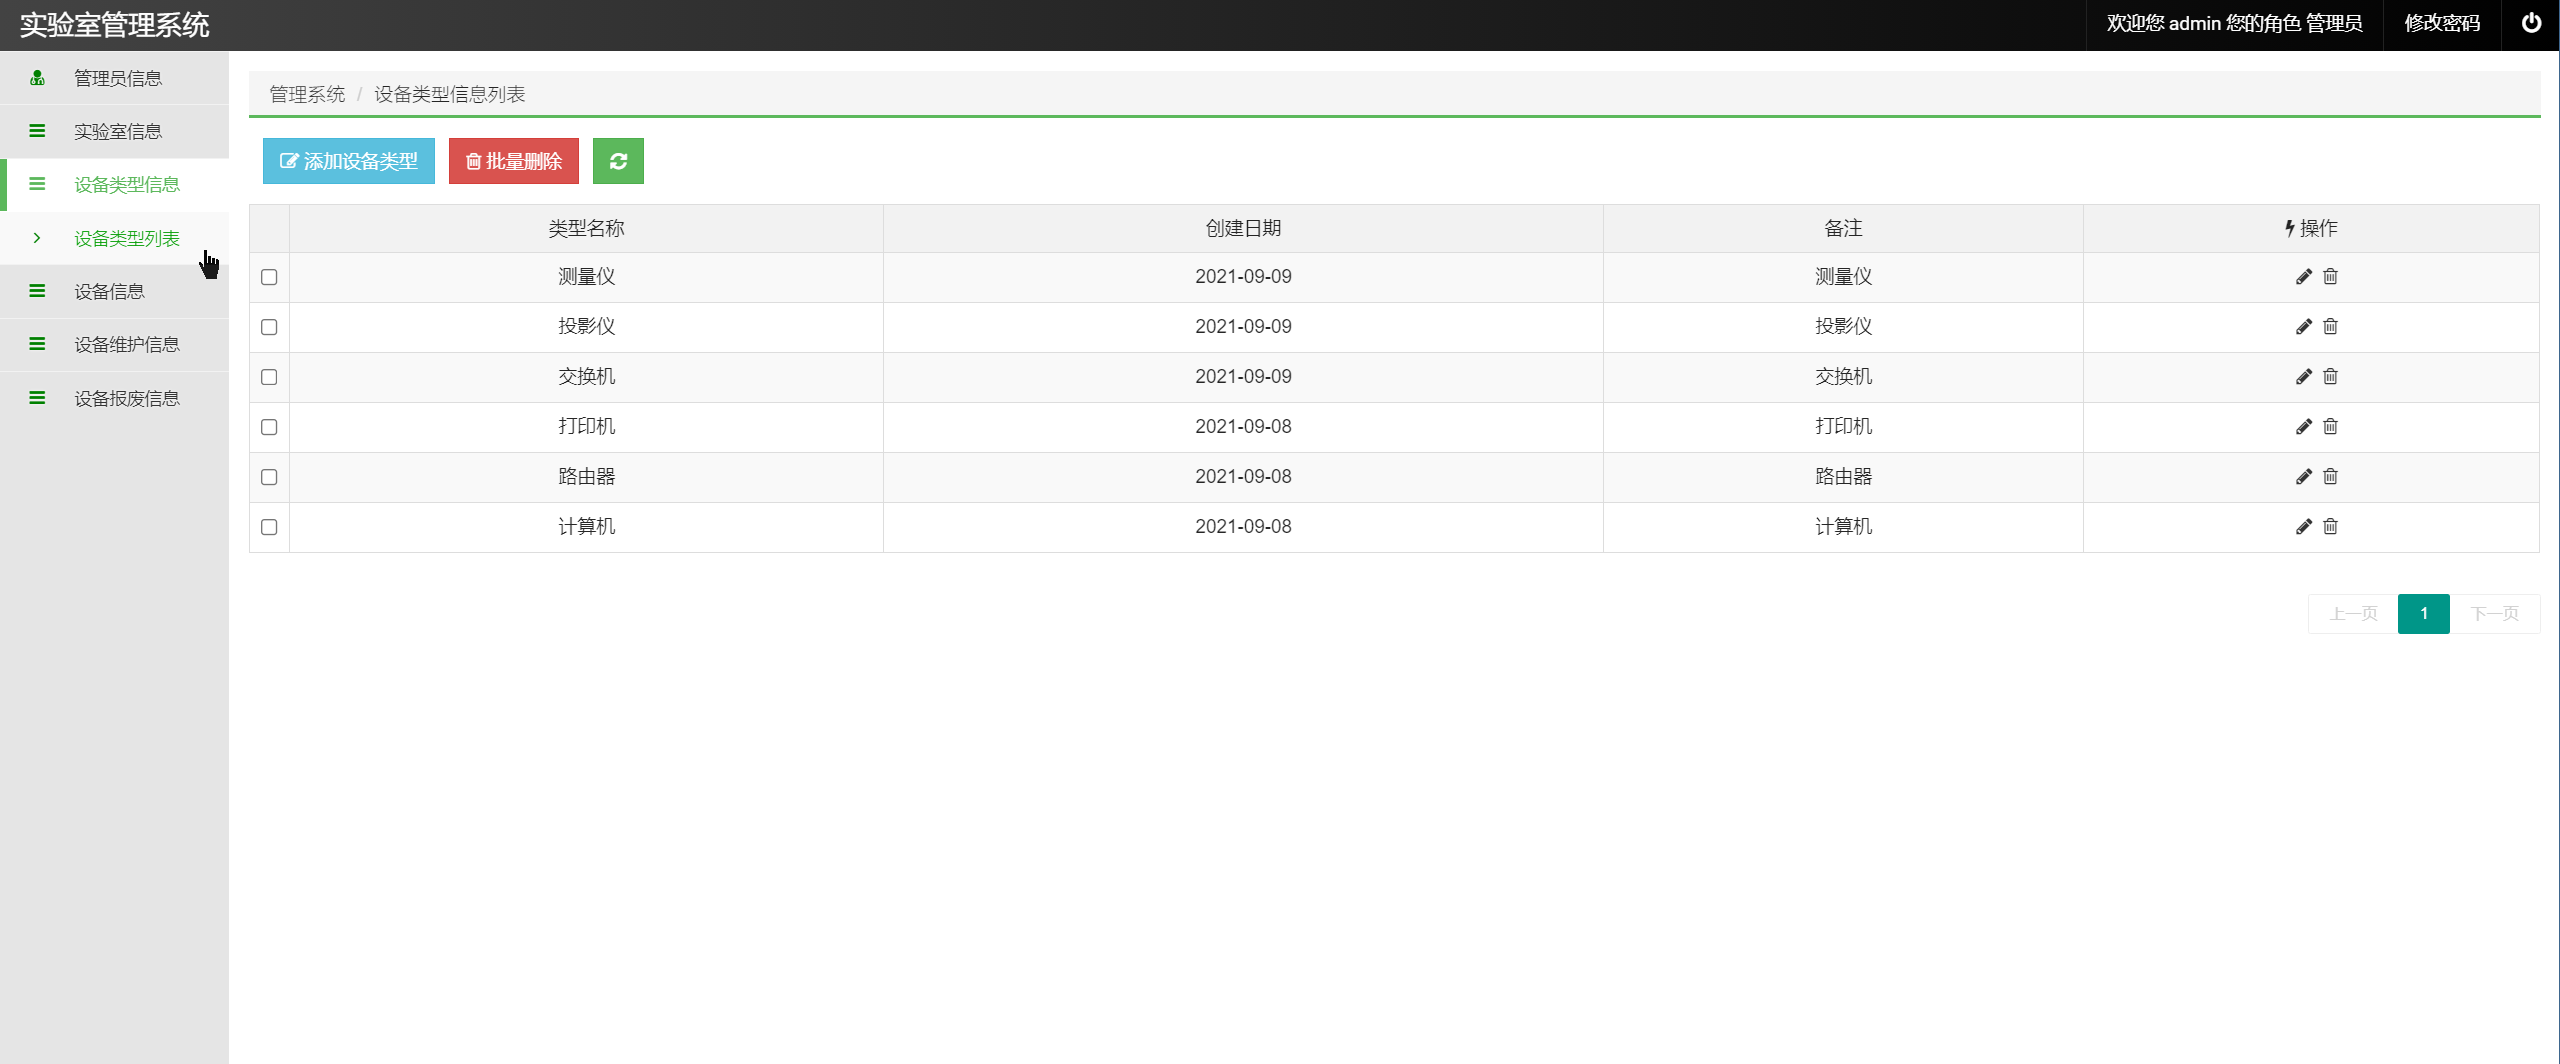 实验室管理系统
欢迎您 admin 您的角色 管理员
修改密码
管理员信息
实验室信息
设备类型信息
设备类型列表
设备信息
设备维护信息
设备报废信息
管理系统 / 设备类型信息列表
添加设备类型 批量删除
类型名称 创建日期 备注 操作
测量仪 2021-09-09 测量仪
投影仪 2021-09-09 投影仪
交换机 2021-09-09 交换机
打印机 2021-09-08 打印机
路由器 2021-09-08 路由器
计算机 2021-09-08 计算机
上一页 1 下一页